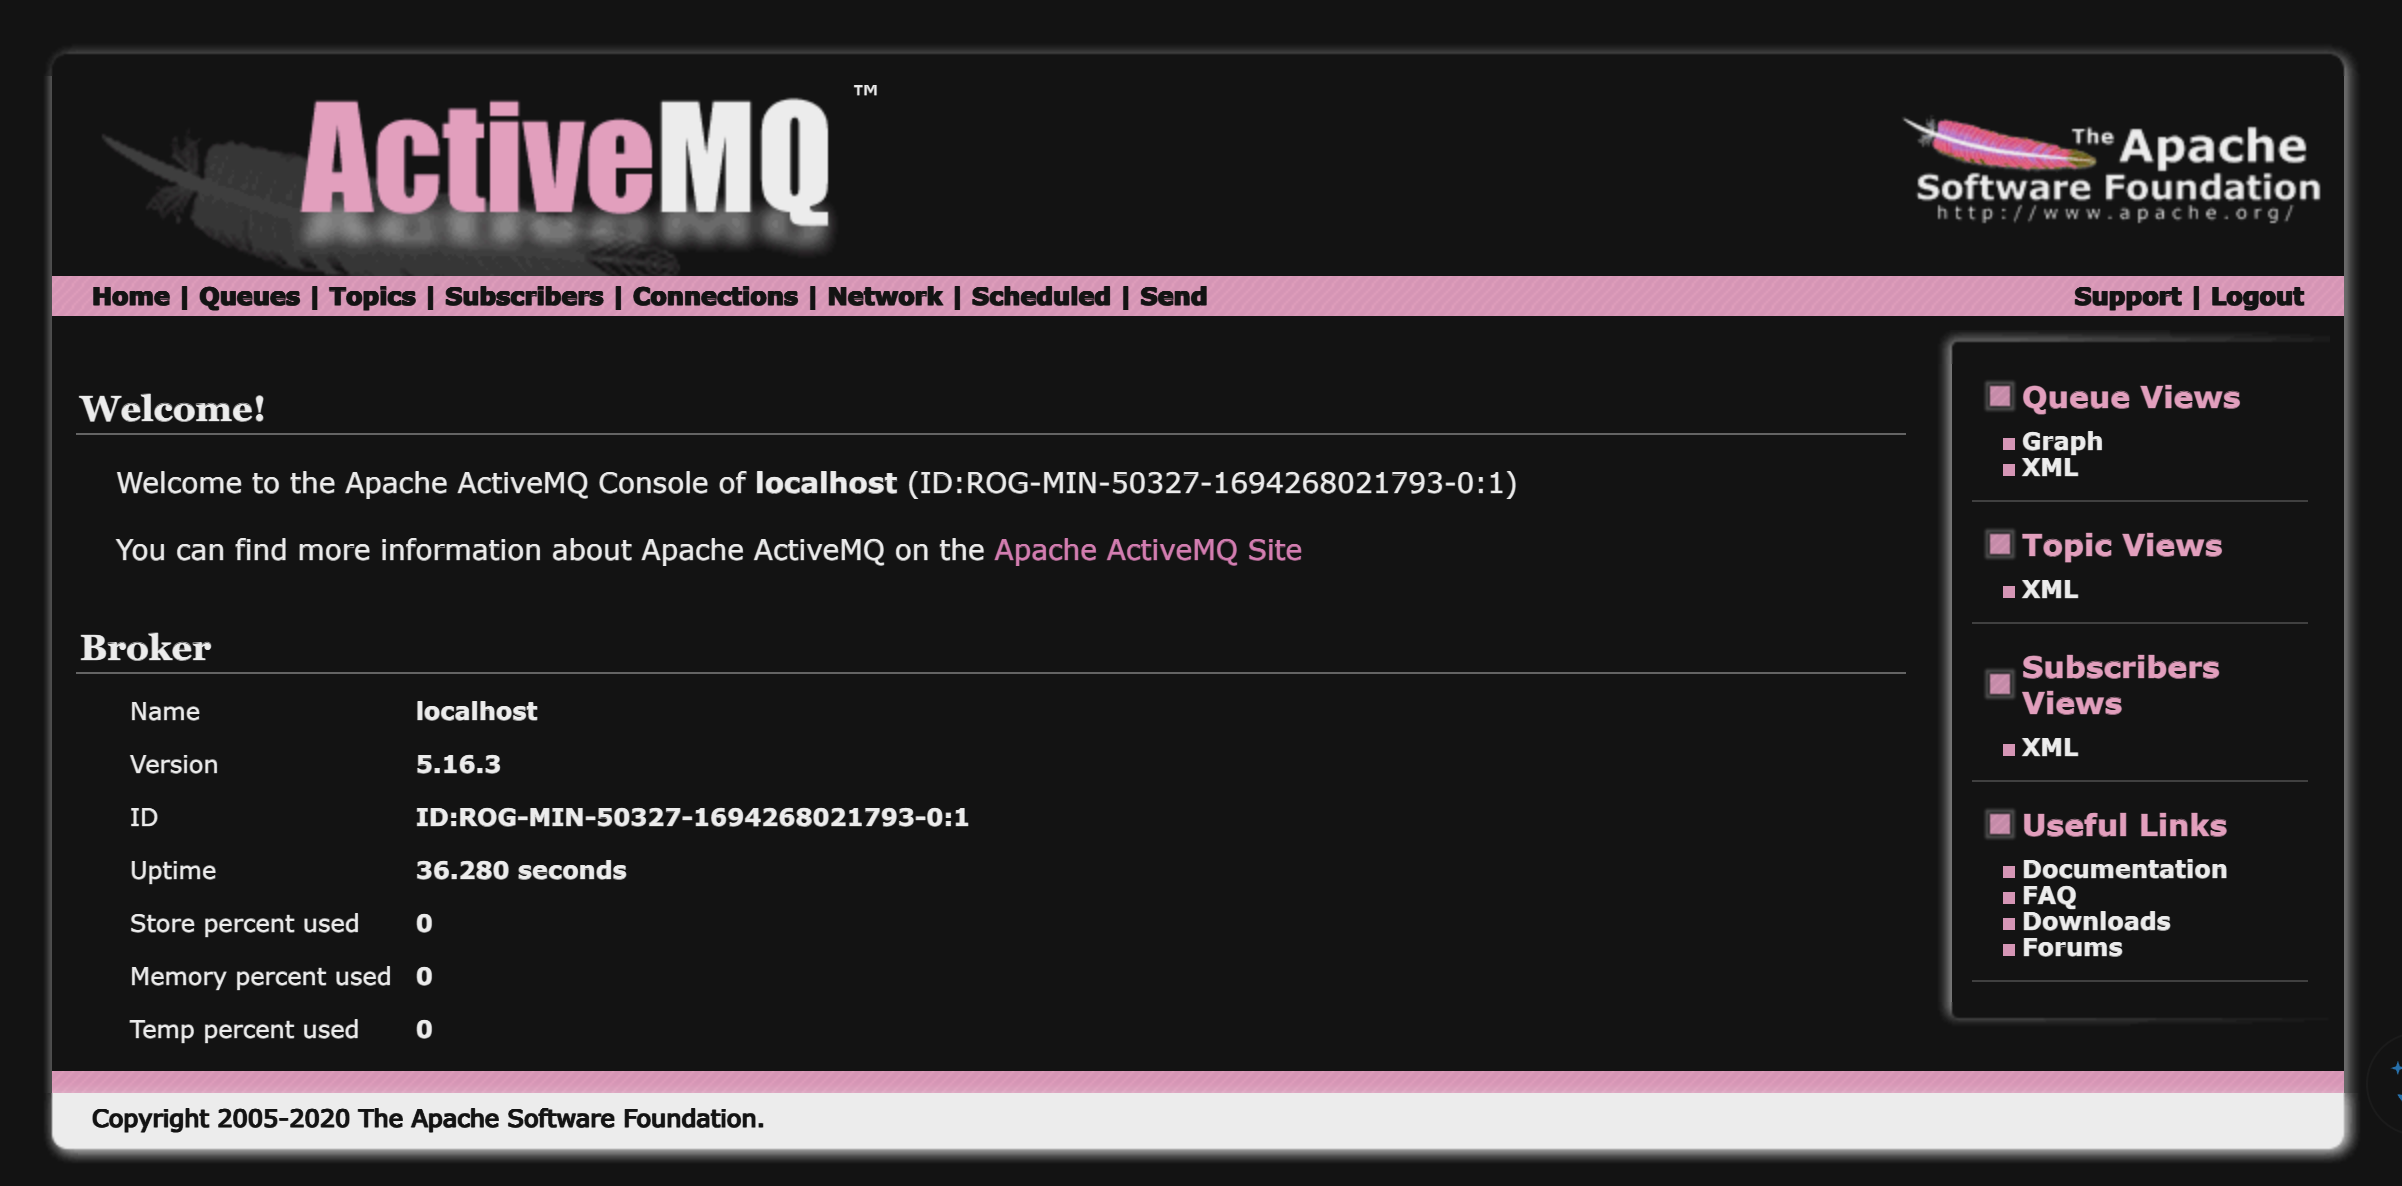 ActiveMQ ™
The Apache
Software Foundation
http://www.apache.org/
Home | Queues | Topics | Subscribers | Connections | Network | Scheduled | Send
Support | Logout
Welcome!
Welcome to the Apache ActiveMQ Console of localhost (ID:ROG-MIN-50327-1694268021793-0:1)
You can find more information about Apache ActiveMQ on the Apache ActiveMQ Site
Broker
Name localhost
Version 5.16.3
ID ID:ROG-MIN-50327-1694268021793-0:1
Uptime 36.280 seconds
Store percent used 0
Memory percent used 0
Temp percent used 0
Queue Views
Graph
XML
Topic Views
XML
Subscribers
Views
XML
Useful Links
Documentation
FAQ
Downloads
Forums
Copyright 2005-2020 The Apache Software Foundation.